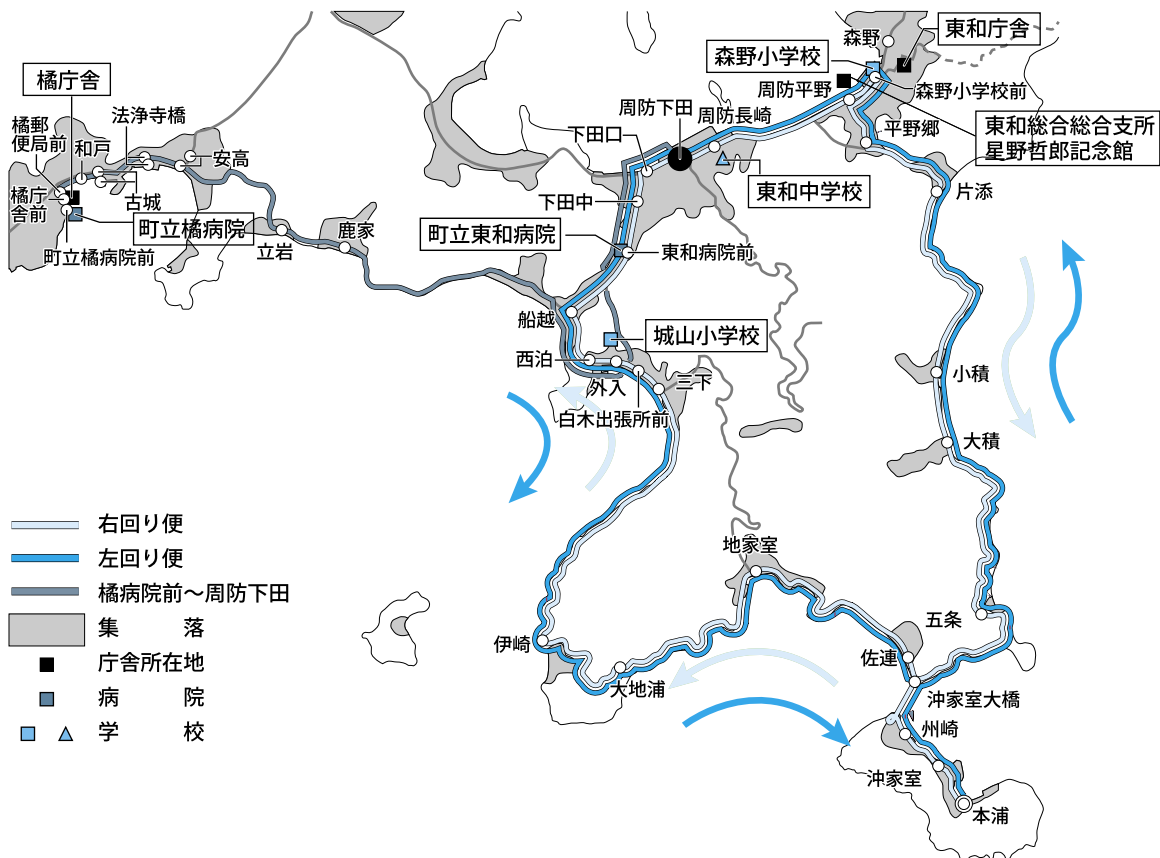 森野
東和庁舎
森野小学校
周防平野
森野小学校前
橘庁舎
周防下田
周防長崎
法浄寺橋
橘郵
便局前
和戸
下田口
平野郷
東和総合総合支所
星野哲郎記念館
安高
東和中学校
片添
橘庁
舎前
古城
下田中
町立橘病院
町立東和病院
鹿家
立岩
町立橘病院前
東和病院前
船越
城山小学校
西泊
三下
小積
外入
白木出張所前
大積
右回り便
左回り便
地家室
橘病院前～周防下田
集　落
五条
伊崎
庁舎所在地
佐連
大地浦
病　院
沖家室大橋
学　校
州崎
沖家室
本浦